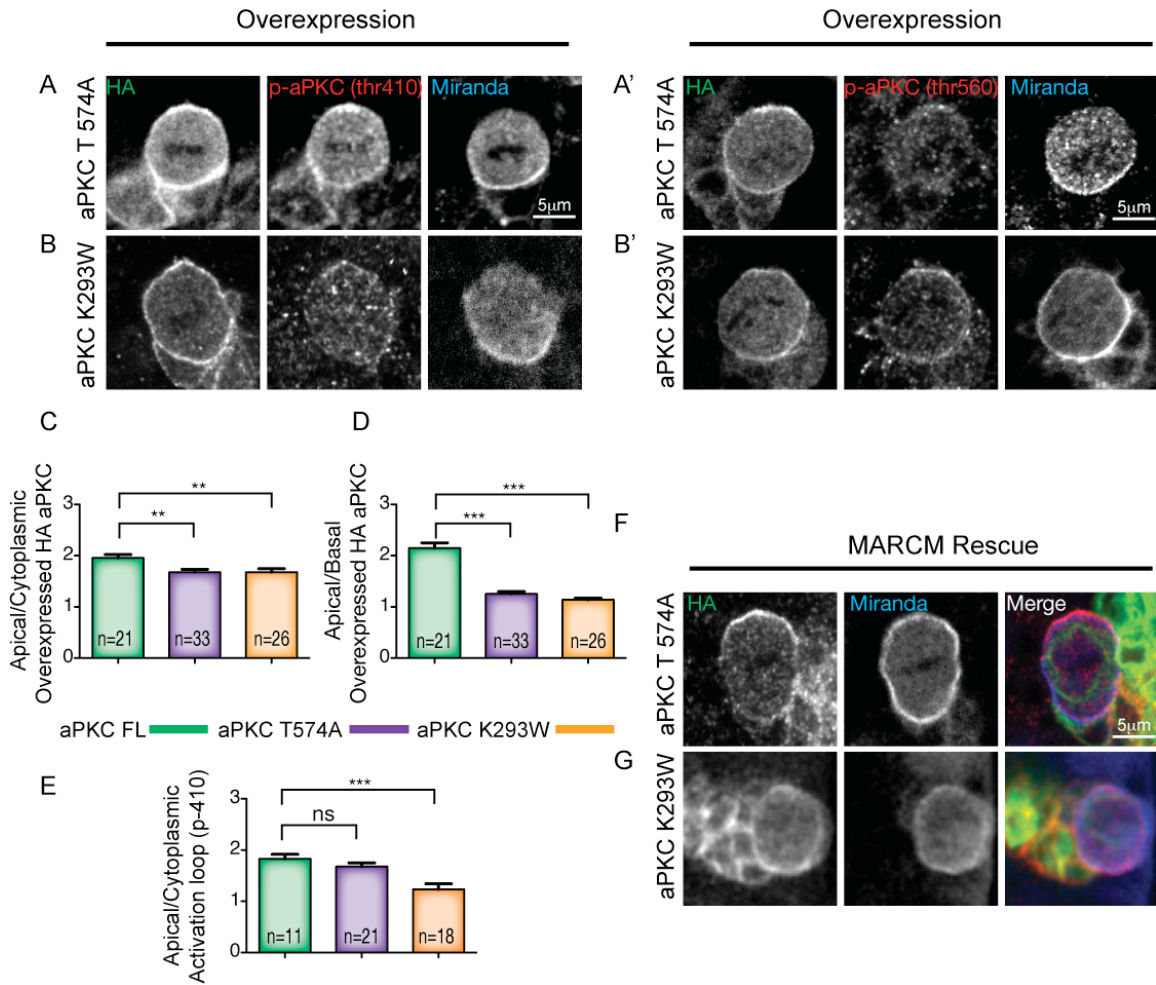 Overexpression
Overexpression
A
aPKC T 574A
HA
p-aPKC (thr410)
Miranda
5μm
A'
aPKC T 574A
HA
p-aPKC (thr560)
Miranda
5μm
B
aPKC K293W
B'
aPKC K293W
C
Apical/Cytoplasmic
Overexpressed HA aPKC
3
2
1
0
**
**
n=21
n=33
n=26
D
Apical/Basal
Overexpressed HA aPKC
3
2
1
0
***
***
n=21
n=33
n=26
aPKC FL
aPKC T574A
aPKC K293W
E
Apical/Cytoplasmic
Activation loop (p-410)
3
2
1
0
***
ns
n=11
n=21
n=18
F
MARCM Rescue
aPKC T 574A
HA
Miranda
Merge
5μm
G
aPKC K293W